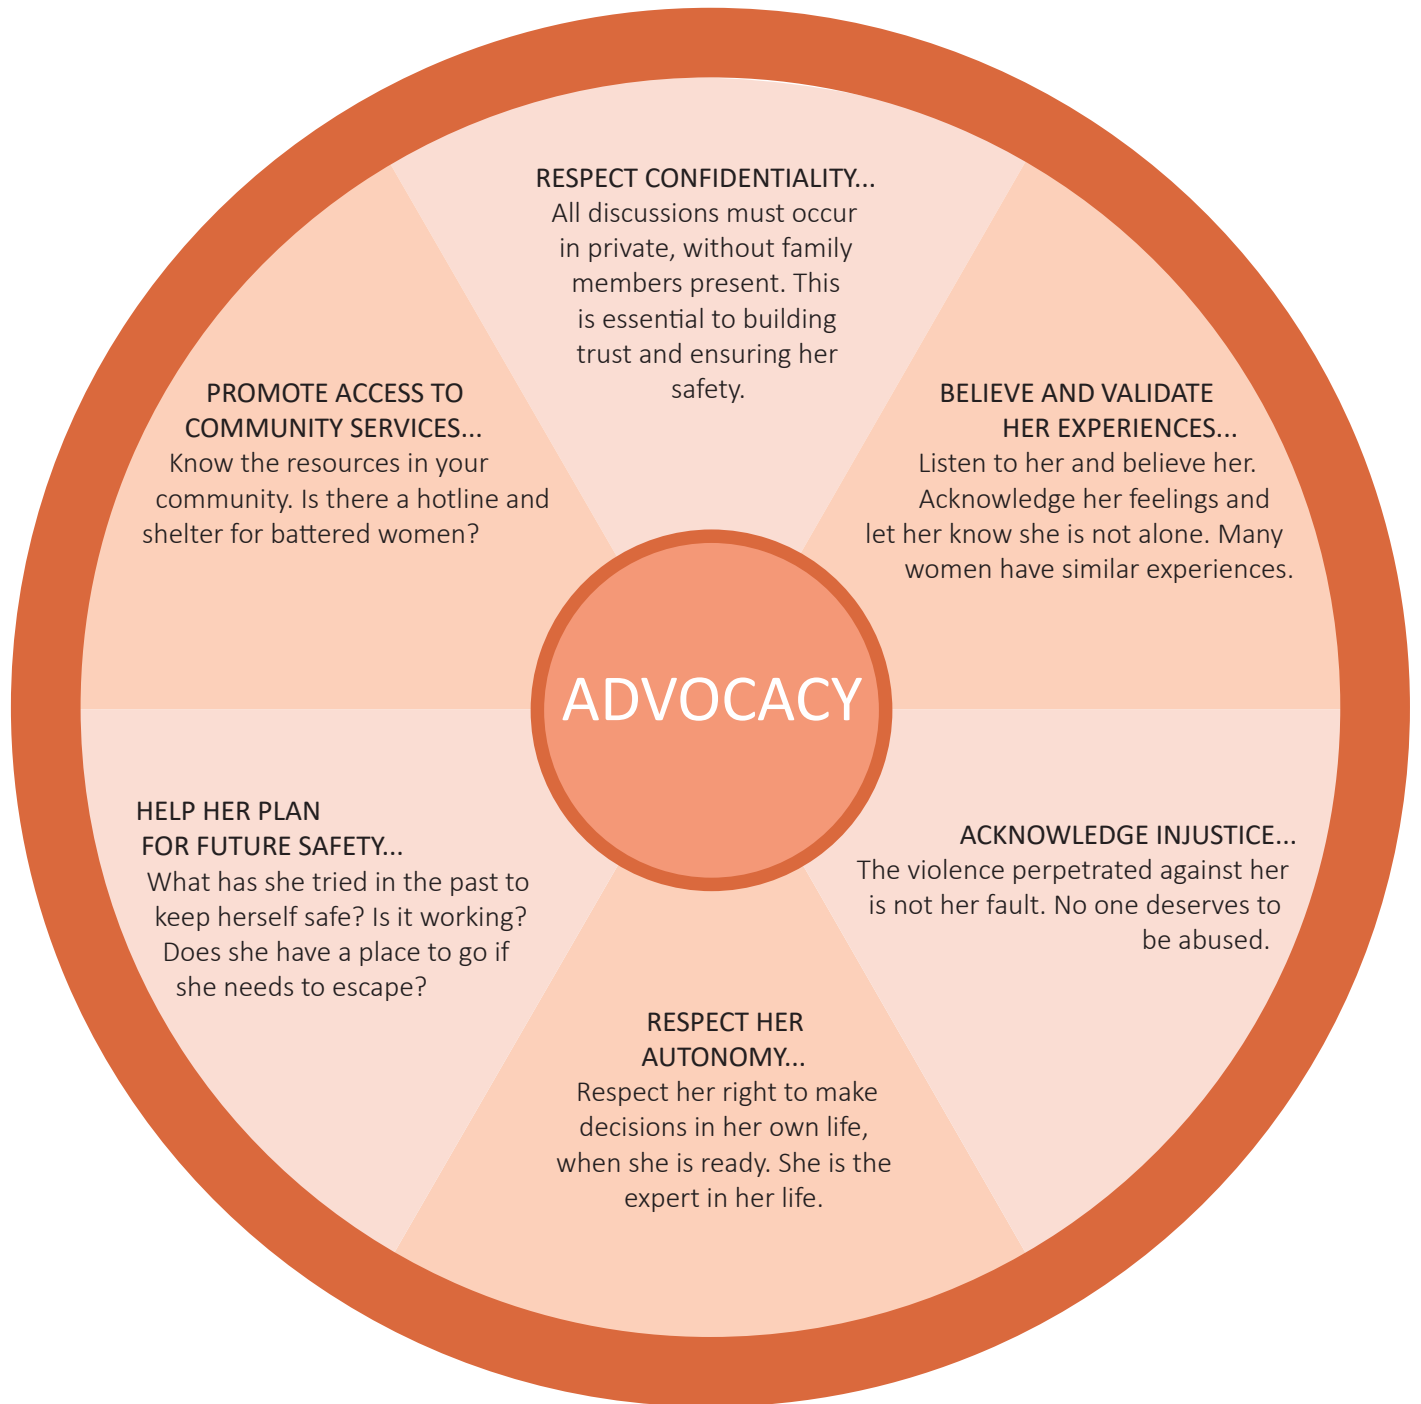 RESPECT CONFIDENTIALITY...
All discussions must occur
in private, without family
members present. This
is essential to building
trust and ensuring her
safety.
BELIEVE AND VALIDATE
HER EXPERIENCES...
Listen to her and believe her.
Acknowledge her feelings and
let her know she is not alone. Many
women have similar experiences.
ACKNOWLEDGE INJUSTICE...
The violence perpetrated against her
is not her fault. No one deserves to
be abused.
RESPECT HER
AUTONOMY...
Respect her right to make
decisions in her own life,
when she is ready. She is the
expert in her life.
HELP HER PLAN
FOR FUTURE SAFETY...
What has she tried in the past to
keep herself safe? Is it working?
Does she have a place to go if
she needs to escape?
PROMOTE ACCESS TO
COMMUNITY SERVICES...
Know the resources in your
community. Is there a hotline and
shelter for battered women?
ADVOCACY